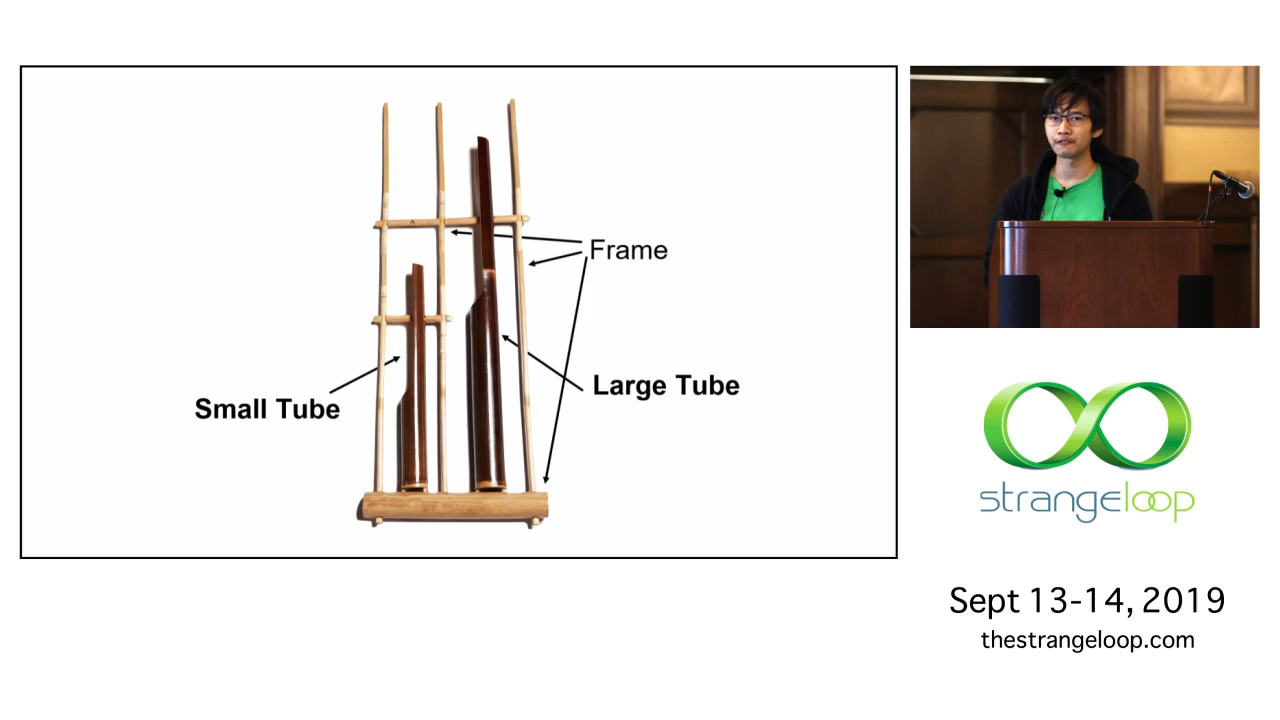 Frame
Large Tube
Small Tube
strangeloop
Sept 13-14, 2019
thestrangeloop.com